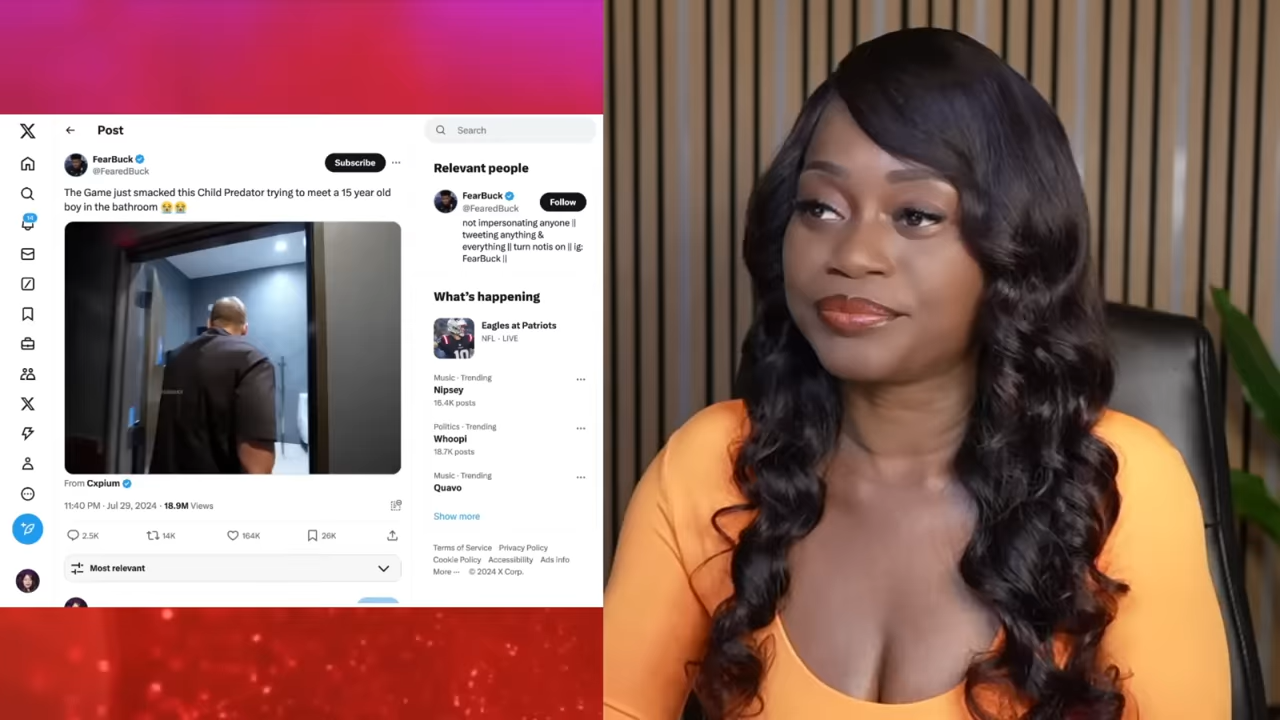 Post
FearBuck
@FearedBuck
Subscribe
The Game just smacked this Child Predator trying to meet a 15 year old
boy in the bathroom 😭😭
From Cxpium
11:40 PM · Jul 29, 2024 · 18.9M Views
2.5K
14K
164K
26K
Most relevant
14
Search
Relevant people
FearBuck
@FearedBuck
Follow
not impersonating anyone ||
tweeting anything &
everything || turn notis on || ig:
FearBuck ||
What's happening
Eagles at Patriots
NFL · LIVE
Music · Trending
Nipsey
16.4K posts
Politics · Trending
Whoopi
18.7K posts
Music · Trending
Quavo
Show more
Terms of Service Privacy Policy
Cookie Policy Accessibility Ads info
More ··· © 2024 X Corp.